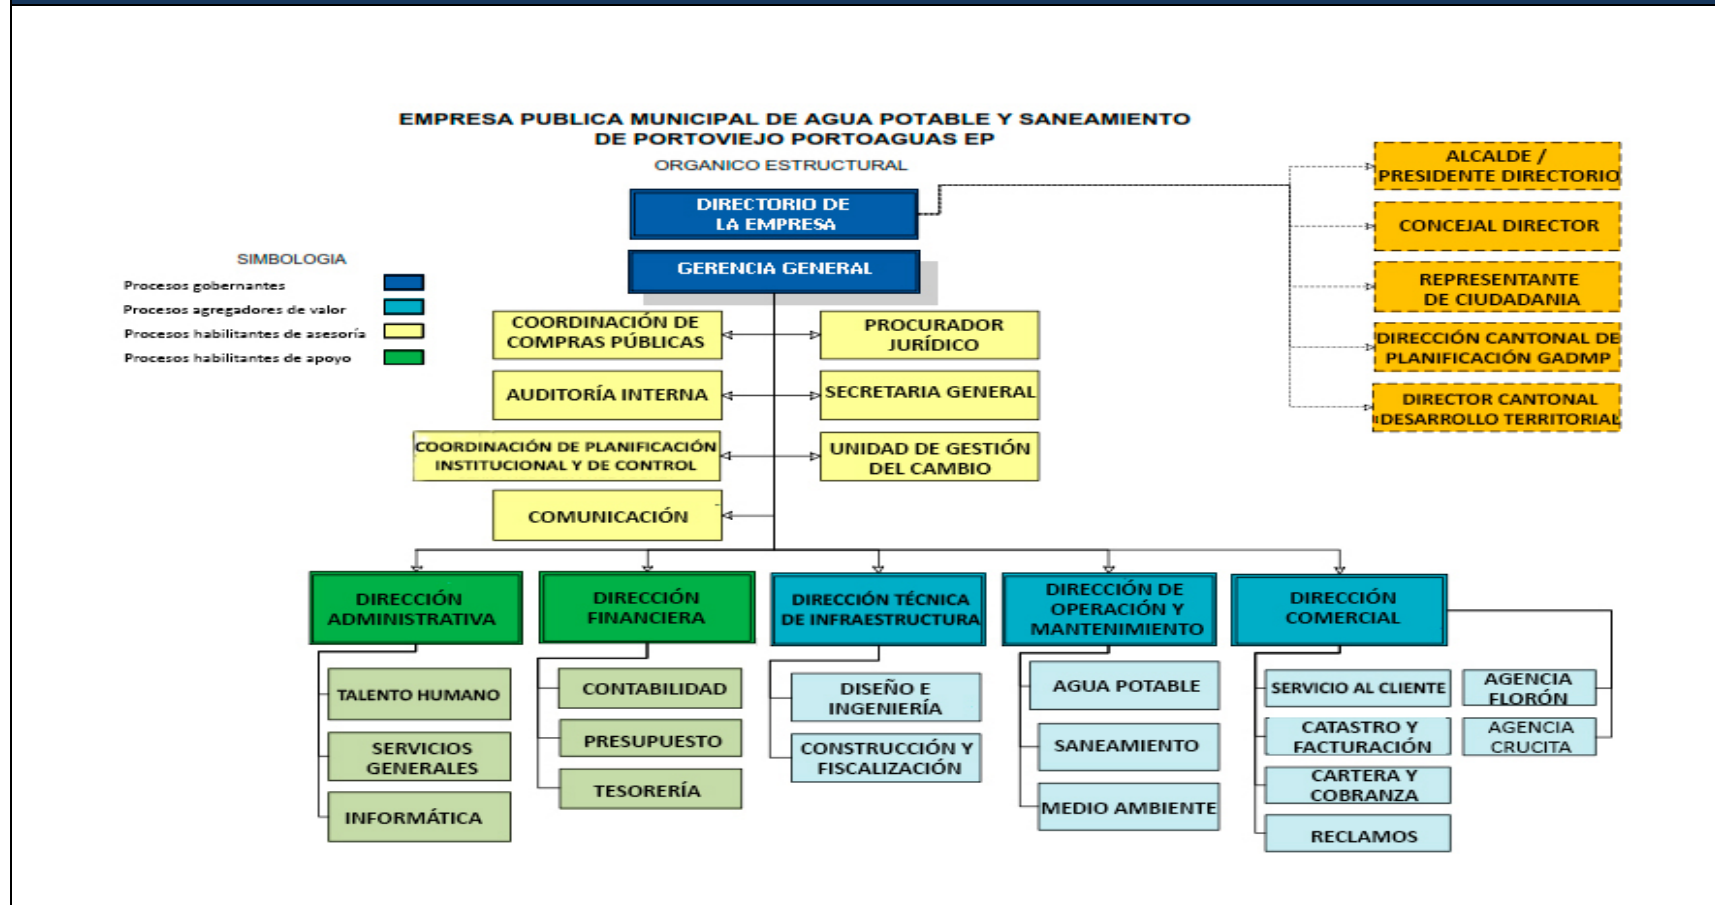 EMPRESA PUBLICA MUNICIPAL DE AGUA POTABLE Y SANEAMIENTO
DE PORTOVIEJO PORTOAGUAS EP
ORGANICO ESTRUCTURAL
DIRECTORIO DE
LA EMPRESA
GERENCIA GENERAL
ALCALDE /
PRESIDENTE DIRECTORIO
CONCEJAL DIRECTOR
REPRESENTANTE
DE CIUDADANIA
DIRECCIÓN CANTONAL DE
PLANIFICACIÓN GADMP
DIRECTOR CANTONAL
DESARROLLO TERRITORIAL
SIMBOLOGIA
Procesos gobernantes
Procesos agregadores de valor
Procesos habilitantes de asesoría
Procesos habilitantes de apoyo
COORDINACIÓN DE
COMPRAS PÚBLICAS
PROCURADOR
JURÍDICO
AUDITORÍA INTERNA
SECRETARIA GENERAL
COORDINACIÓN DE PLANIFICACIÓN
INSTITUCIONAL Y DE CONTROL
UNIDAD DE GESTIÓN
DEL CAMBIO
COMUNICACIÓN
DIRECCIÓN
ADMINISTRATIVA
TALENTO HUMANO
SERVICIOS
GENERALES
INFORMÁTICA
DIRECCIÓN
FINANCIERA
CONTABILIDAD
PRESUPUESTO
TESORERÍA
DIRECCIÓN TÉCNICA
DE INFRAESTRUCTURA
DISEÑO E
INGENIERÍA
CONSTRUCCIÓN Y
FISCALIZACIÓN
DIRECCIÓN DE
OPERACIÓN Y
MANTENIMIENTO
AGUA POTABLE
SANEAMIENTO
MEDIO AMBIENTE
DIRECCIÓN
COMERCIAL
SERVICIO AL CLIENTE
CATASTRO Y
FACTURACIÓN
CARTERA Y
COBRANZA
RECLAMOS
AGENCIA
FLORÓN
AGENCIA
CRUCITA